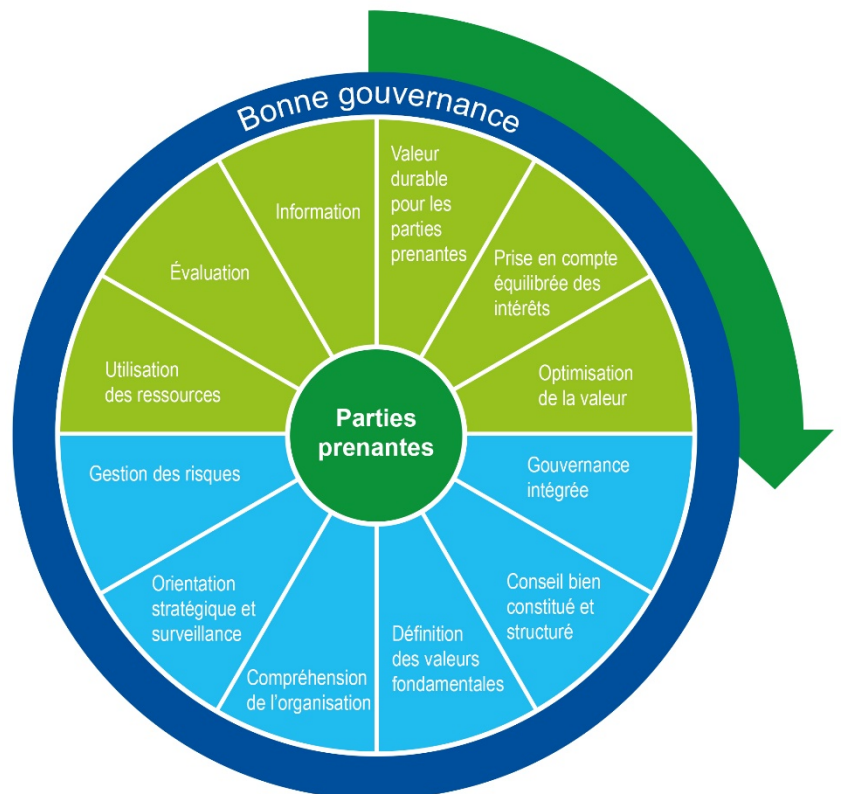 Bonne gouvernance
Valeur
durable
pour les
parties
prenantes
Prise en compte
équilibrée des
intérêts
Optimisation
de la valeur
Gouvernance
intégrée
Conseil bien
constitué et
structuré
Définition
des valeurs
fondamentales
Compréhension
de l'organisation
Orientation
stratégique et
surveillance
Gestion des risques
Utilisation
des ressources
Évaluation
Information
Parties
prenantes